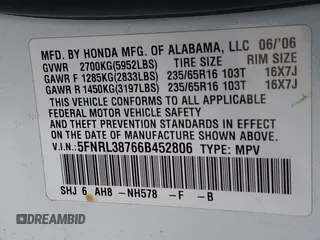 MFD. BY HONDA MFG. OF ALABAMA, LLC 06/'06
GVWR 2700KG(5952LBS) TIRE SIZE RIM SIZE
GAWR F 1285KG(2833LBS) 235/65R16 103T 16X7J
GAWR R 1450KG(3197LBS) 235/65R16 103T 16X7J
THIS VEHICLE CONFORMS TO ALL APPLICABLE
FEDERAL MOTOR VEHICLE SAFETY AND THEFT
PREVENTION STANDARDS IN EFFECT ON THE DATE OF
MANUFACTURE SHOWN ABOVE.
V.I.N:5FNRL38766B452806 TYPE: MPV
SHJ 6 AH8 -NH578 -F -B
DREAMBID